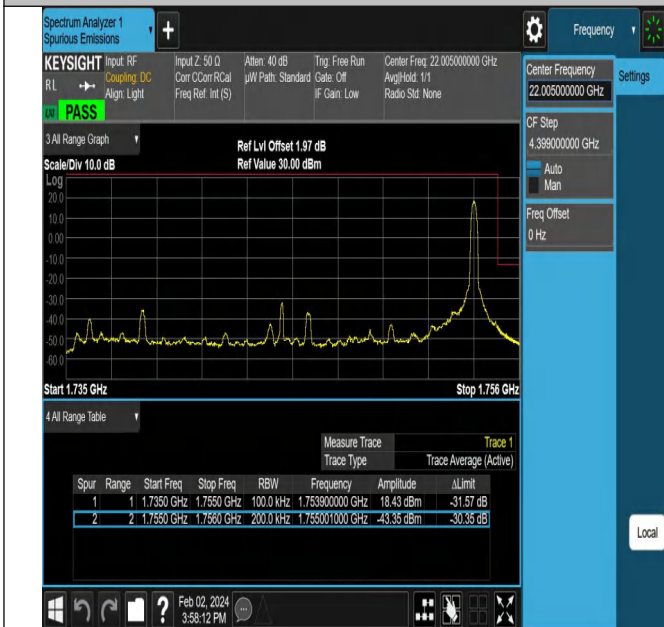 Spectrum Analyzer 1
Spurious Emissions
Frequency
KEYSIGHT
Input: RF
Input Z: 50 Ω
Atten: 40 dB
Trig: Free Run
Center Freq: 22.005000000 GHz
RL
Coupling: DC
Corr CCorr RCal
µW Path: Standard
Gate: Off
Avg|Hold: 1/1
Align: Light
Freq Ref: Int (S)
IF Gain: Low
Radio Std: None
PASS
Center Frequency
22.005000000 GHz
Settings
CF Step
4.399000000 GHz
Auto
Man
Freq Offset
0 Hz
3 All Range Graph
Ref Lvl Offset 1.97 dB
Scale/Div 10.0 dB
Ref Value 30.00 dBm
Log
20.0
10.0
0.00
-10.0
-20.0
-30.0
-40.0
-50.0
-60.0
Start 1.735 GHz
Stop 1.756 GHz
4 All Range Table
Measure Trace Trace 1
Trace Type Trace Average (Active)
Spur Range Start Freq Stop Freq RBW Frequency Amplitude ΔLimit
1 1 1.7350 GHz 1.7550 GHz 100.0 kHz 1.753900000 GHz 18.43 dBm -31.57 dB
2 2 1.7550 GHz 1.7560 GHz 200.0 kHz 1.755001000 GHz -43.35 dBm -30.35 dB
Local
Feb 02, 2024
3:58:12 PM